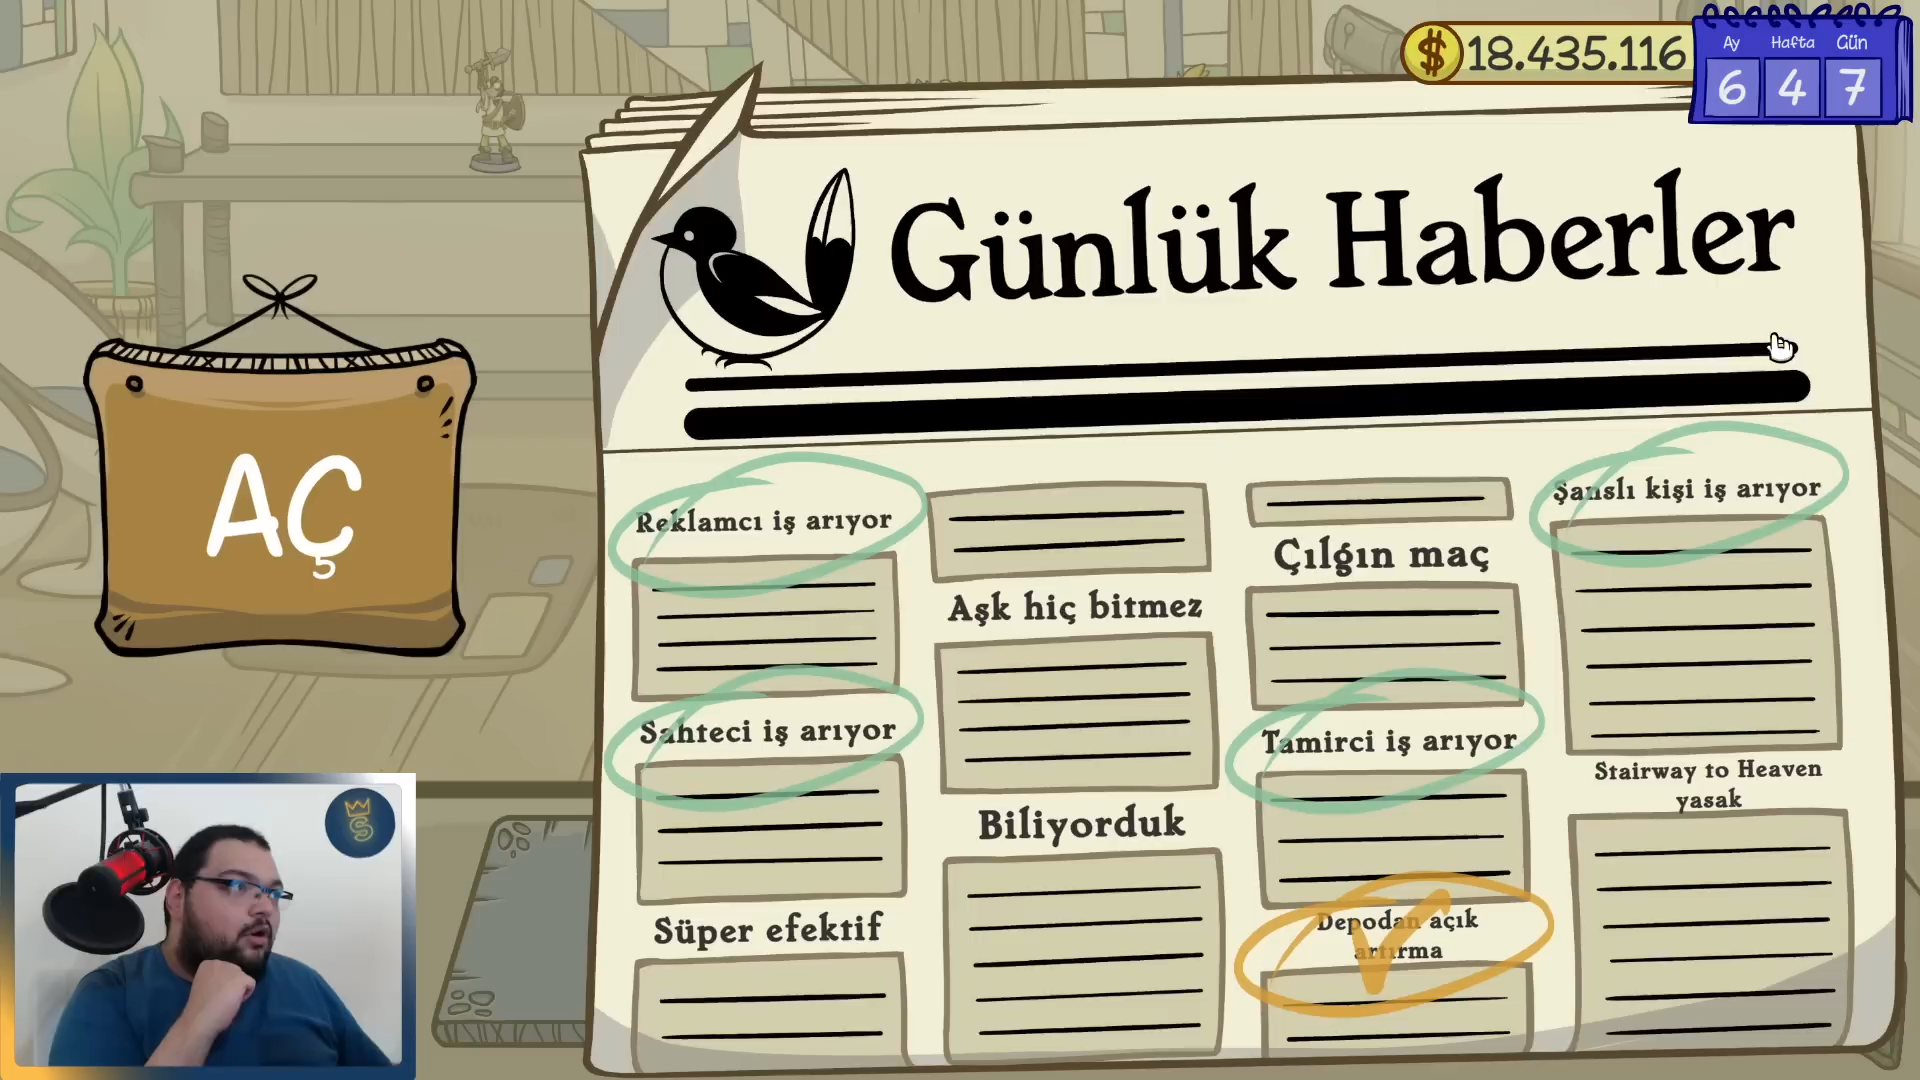 $ 18.435.116
Ay Hafta Gün
6 4 7
Günlük Haberler
AÇ
Reklamcı iş arıyor
Sahteci iş arıyor
Süper efektif
Aşk hiç bitmez
Biliyorduk
Çılgın maç
Tamirci iş arıyor
Depodan açık
artırma
Şanslı kişi iş arıyor
Stairway to Heaven
yasak
S